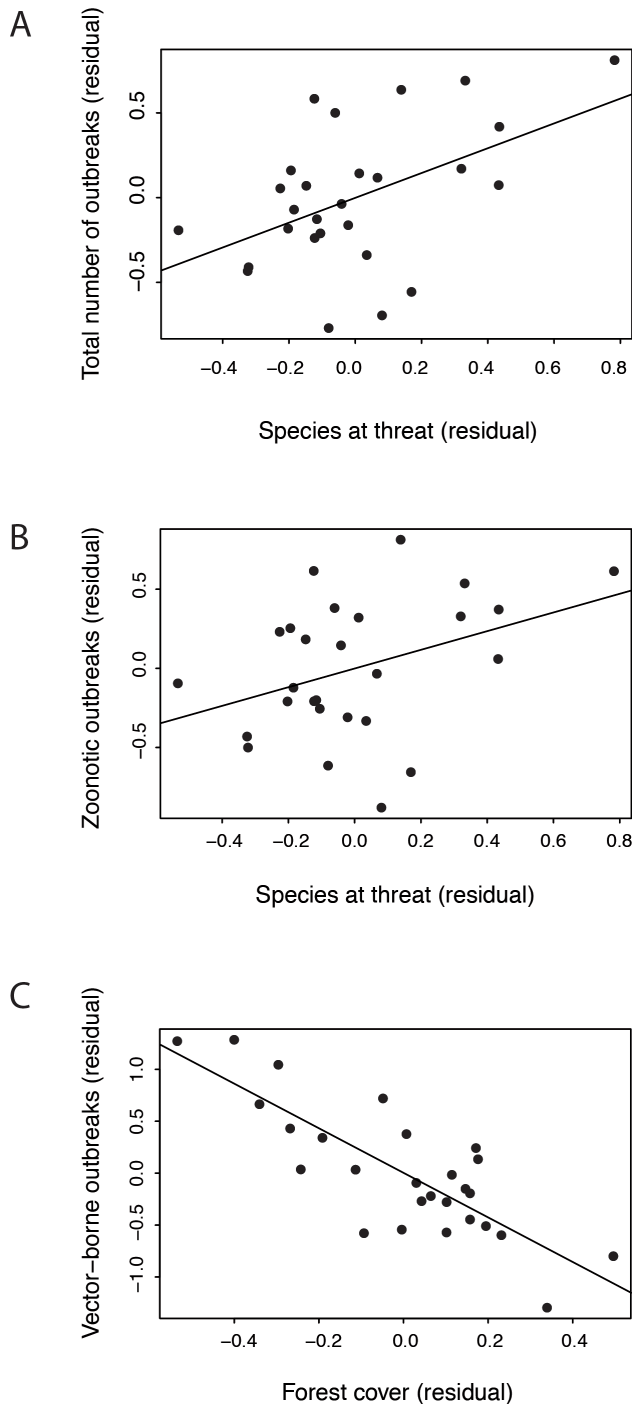 A
Total number of outbreaks (residual)
0.5
0.0
−0.5
−0.4 −0.2 0.0 0.2 0.4 0.6 0.8
Species at threat (residual)
B
Zoonotic outbreaks (residual)
0.5
0.0
−0.5
−0.4 −0.2 0.0 0.2 0.4 0.6 0.8
Species at threat (residual)
C
Vector−borne outbreaks (residual)
1.0
0.5
0.0
−0.5
−1.0
−0.4 −0.2 0.0 0.2 0.4
Forest cover (residual)